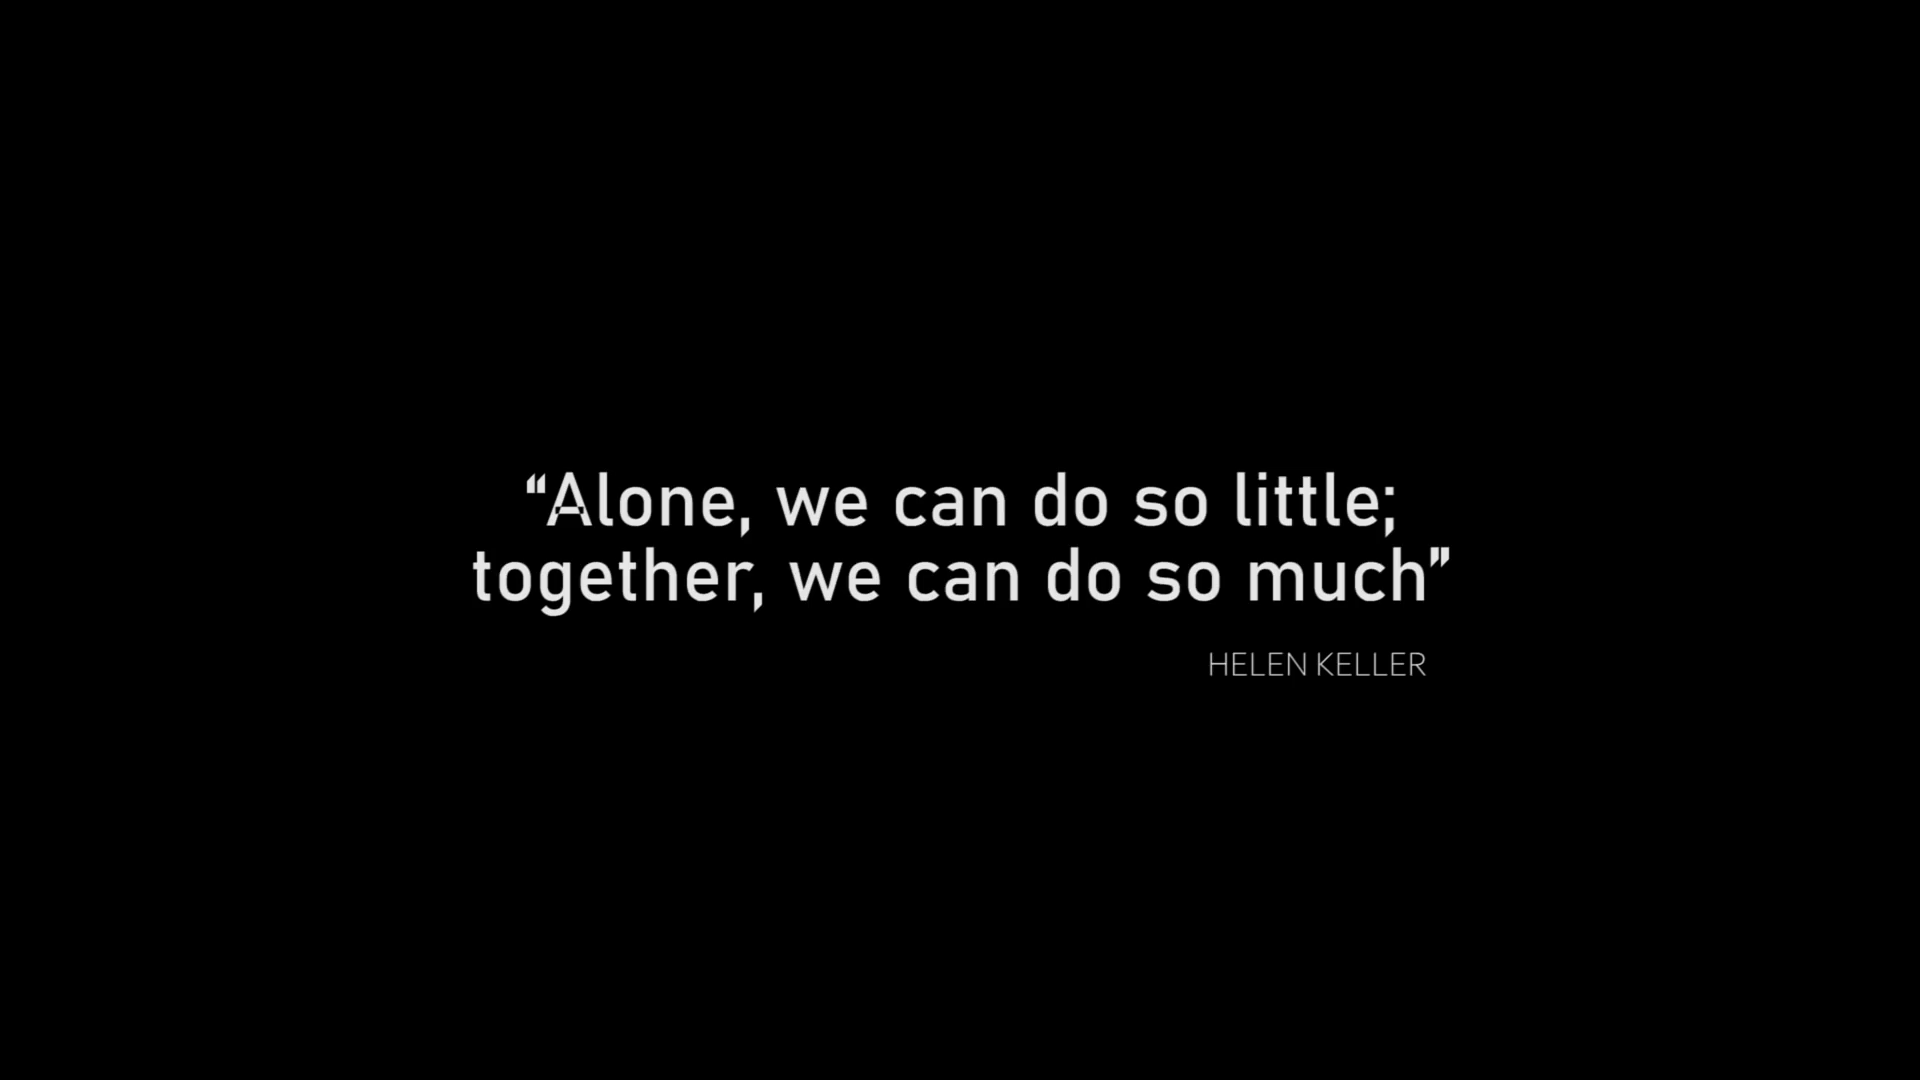 “Alone, we can do so little;
together, we can do so much”
HELEN KELLER